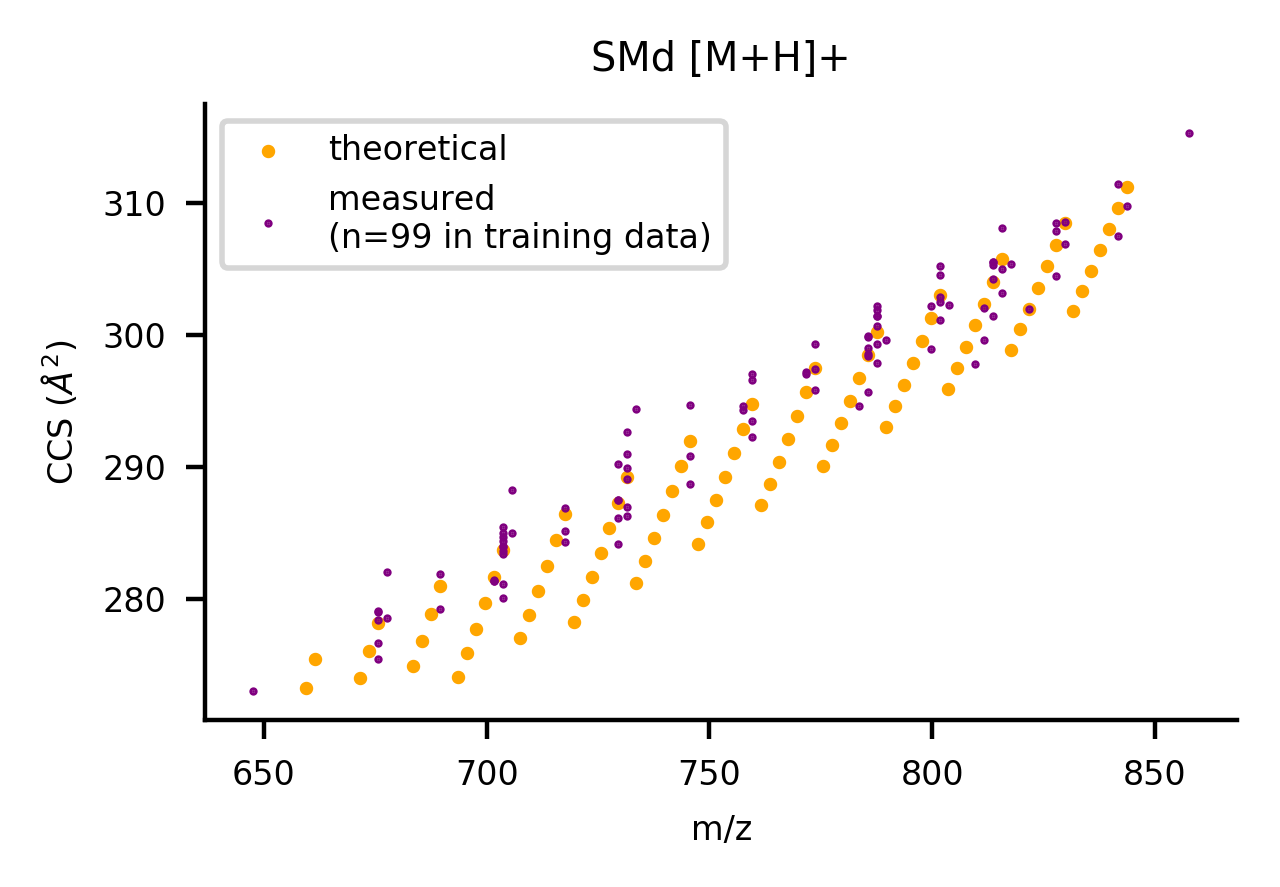 SMd [M+H]+
theoretical
measured
(n=99 in training data)
CCS (Å²)
310
300
290
280
650
700
750
800
850
m/z